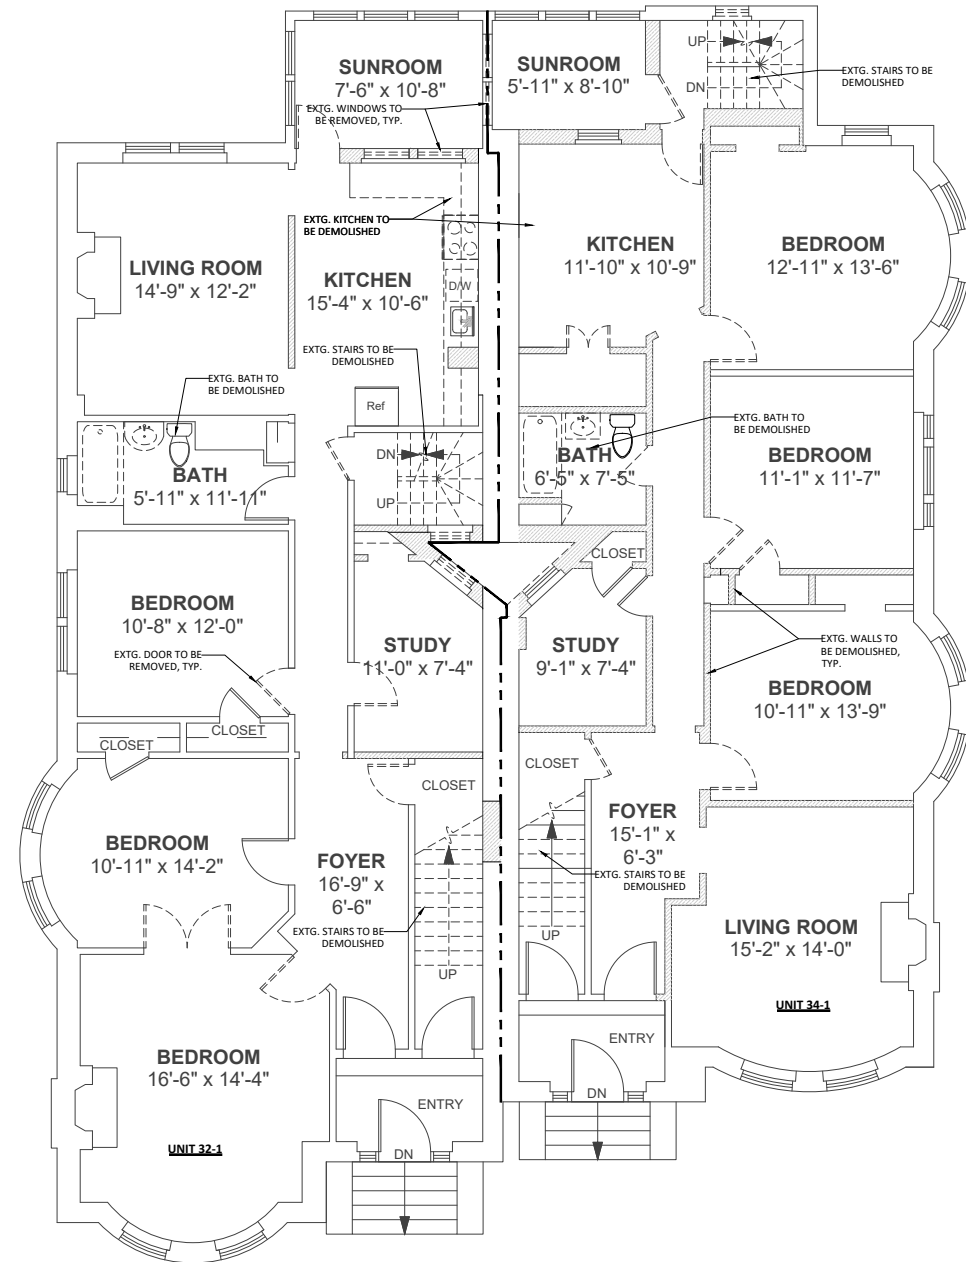 UP
SUNROOM
7'-6" x 10'-8"
SUNROOM
5'-11" x 8'-10"
DN
EXTG. STAIRS TO BE
DEMOLISHED
EXTG. WINDOWS TO
BE REMOVED, TYP.
EXTG. KITCHEN TO
BE DEMOLISHED
LIVING ROOM
14'-9" x 12'-2"
KITCHEN
15'-4" x 10'-6"
D/W
KITCHEN
11'-10" x 10'-9"
BEDROOM
12'-11" x 13'-6"
EXTG. STAIRS TO BE
DEMOLISHED
EXTG. BATH TO
BE DEMOLISHED
Ref
EXTG. BATH TO
BE DEMOLISHED
DN
UP
BATH
5'-11" x 11'-11"
BATH
6'-5" x 7'-5"
BEDROOM
11'-1" x 11'-7"
CLOSET
BEDROOM
10'-8" x 12'-0"
EXTG. DOOR TO BE
REMOVED, TYP.
STUDY
11'-0" x 7'-4"
STUDY
9'-1" x 7'-4"
EXTG. WALLS TO
BE DEMOLISHED,
TYP.
BEDROOM
10'-11" x 13'-9"
CLOSET
CLOSET
CLOSET
CLOSET
BEDROOM
10'-11" x 14'-2"
FOYER
16'-9" x
6'-6"
FOYER
15'-1" x
6'-3"
EXTG. STAIRS TO BE
DEMOLISHED
EXTG. STAIRS TO BE
DEMOLISHED
UP
UP
LIVING ROOM
15'-2" x 14'-0"
UNIT 34-1
BEDROOM
16'-6" x 14'-4"
UNIT 32-1
ENTRY
DN
ENTRY
DN